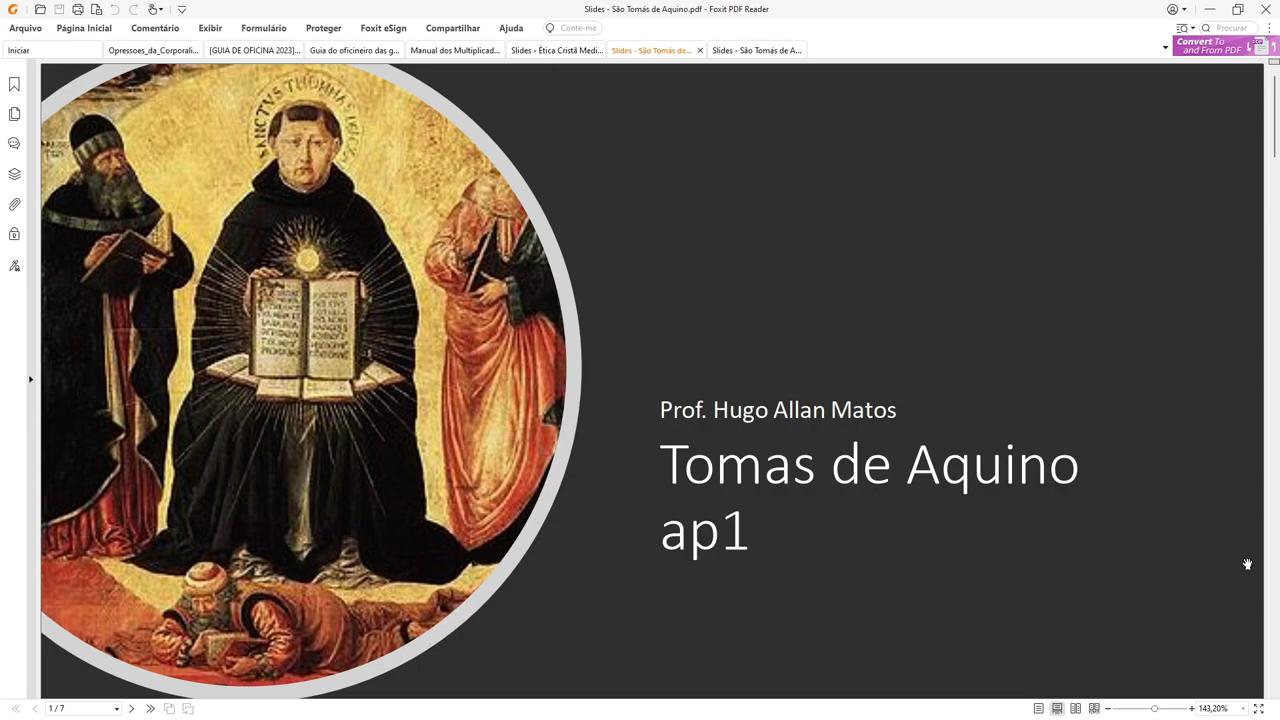 Slides - São Tomás de Aquino.pdf - Foxit PDF Reader
Arquivo Página Inicial Comentário Exibir Formulário Proteger Foxit eSign Compartilhar Ajuda Conte-me Procurar
Iniciar Opressoes_da_Corporali... [GUIA DE OFICINA 2023]... Guia do oficineiro das g... Manual dos Multiplicad... Slides - Ética Cristã Medi... Slides - São Tomás de... Slides - São Tomás de A...
Convert To
and From PDF
SANCTVS THOMAS
Prof. Hugo Allan Matos
Tomas de Aquino
ap1
1 / 7 143,20%